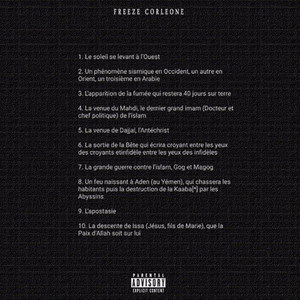 FREEZE CORLEONE
1. Le soleil se levant à l'Ouest
2. Un phénomène sismique en Occident, un autre en
Orient, un troisième en Arabie
3. L'apparition de la fumée qui restera 40 jours sur terre
4. La venue du Mahdi, le dernier grand imam (Docteur et
chef politique) de l'islam
5. La venue de Dajjal, l'Antéchrist
6. La sortie de la Bête qui écrira croyant entre les yeux
des croyants etinfidèle entre les yeux des infidèles
7. La grande guerre contre l'islam, Gog et Magog
8. Un feu naissant à Aden (au Yémen), qui chassera les
habitants puis la destruction de la Kaaba[*] par les
Abyssins
9. L'apostasie
10. La descente de Issa (Jésus, fils de Marie), que la
Paix d'Allah soit sur lui
PARENTAL
ADVISORY
EXPLICIT CONTENT